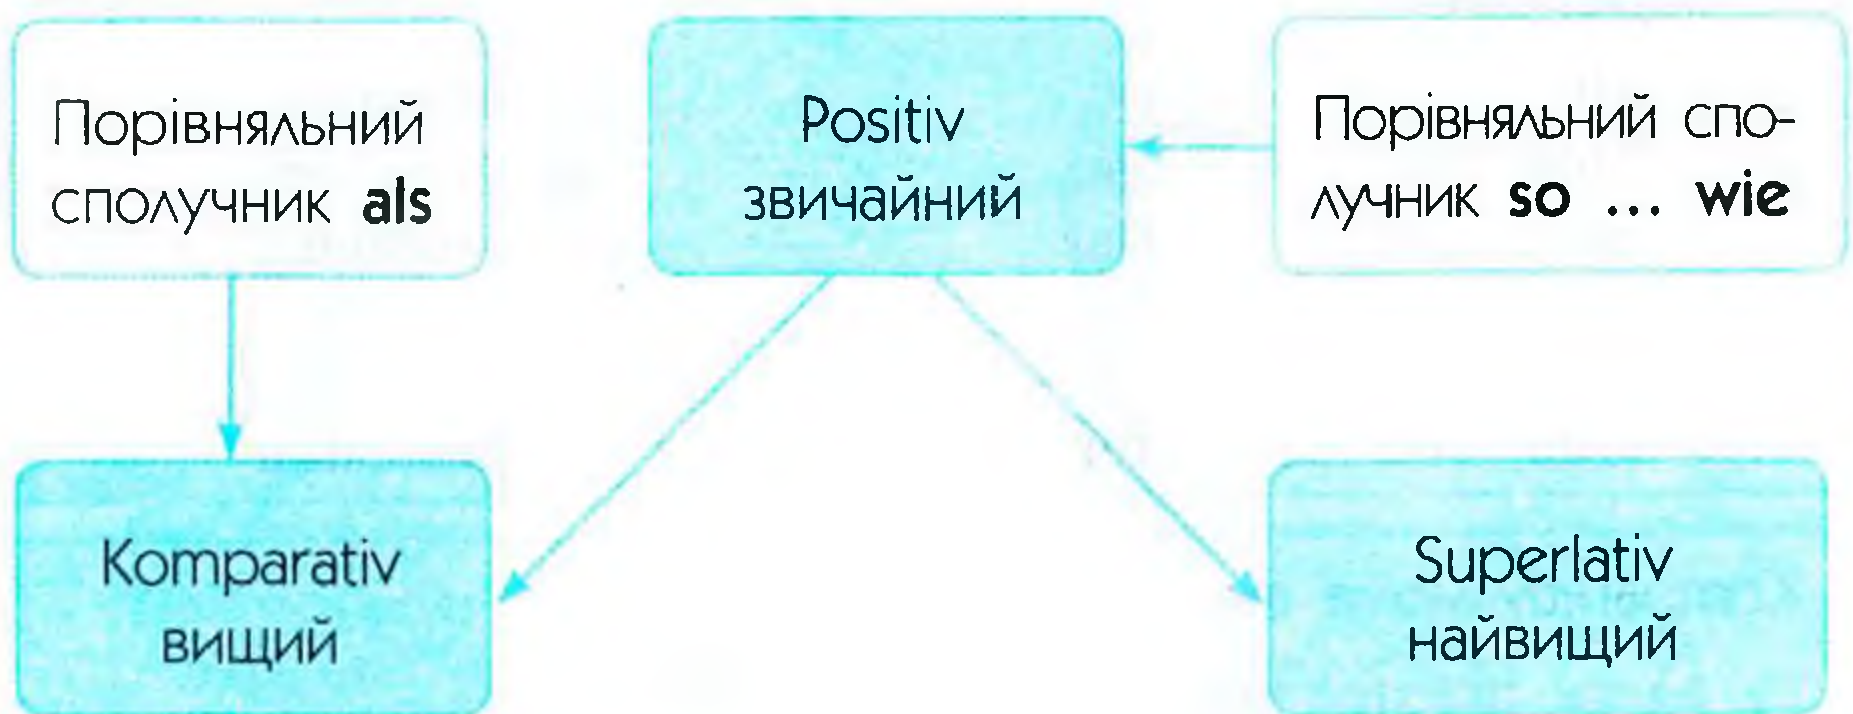 Порівняльний
сполучник als
Positiv
звичайний
Порівняльний спо-
лучник so ... wie
Komparativ
вищий
Superlativ
найвищий